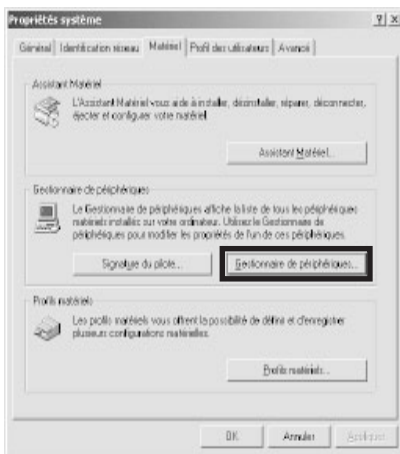 Propriétés système
Général | Identification réseau | Matériel | Profil des utilisateurs | Avancé
Assistant Matériel
L'Assistant Matériel vous aide à installer, désinstaller, réparer, déconnecter,
éjecter et configurer votre matériel.
Assistant Matériel...
Gestionnaire de périphériques
Le Gestionnaire de périphériques affiche la liste de tous les périphériques
matériels installés sur votre ordinateur. Utilisez le Gestionnaire de
périphériques pour modifier les propriétés de l'un de ces périphériques.
Signature du pilote...
Gestionnaire de périphériques...
Profils matériels
Les profils matériels vous offrent la possibilité de définir et d'enregistrer
plusieurs configurations matérielles.
Profils matériels...
OK
Annuler
Appliquer